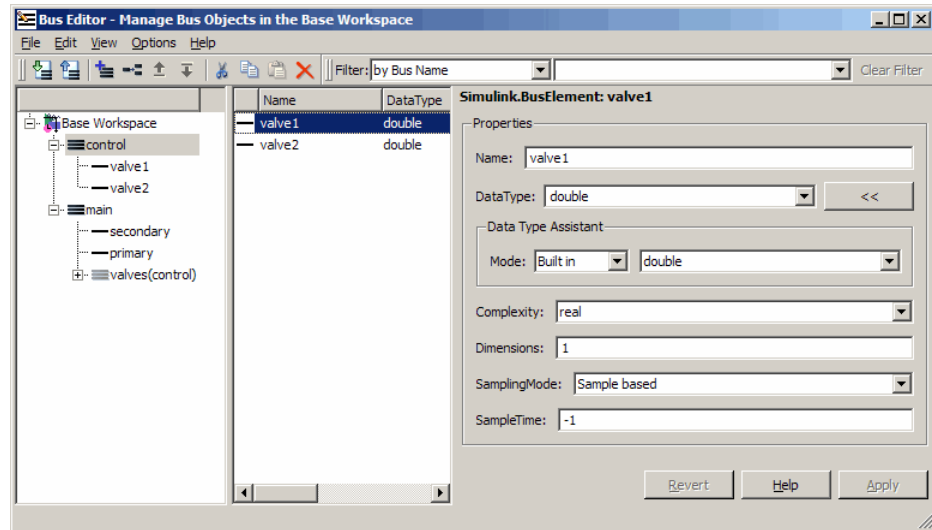 Bus Editor - Manage Bus Objects in the Base Workspace
File Edit View Options Help
Filter: by Bus Name Clear Filter
Name DataType
Base Workspace
control
valve1
valve2
main
secondary
primary
valves(control)
valve1 double
valve2 double
Simulink.BusElement: valve1
Properties
Name: valve1
DataType: double <<
Data Type Assistant
Mode: Built in double
Complexity: real
Dimensions: 1
SamplingMode: Sample based
SampleTime: -1
Revert Help Apply